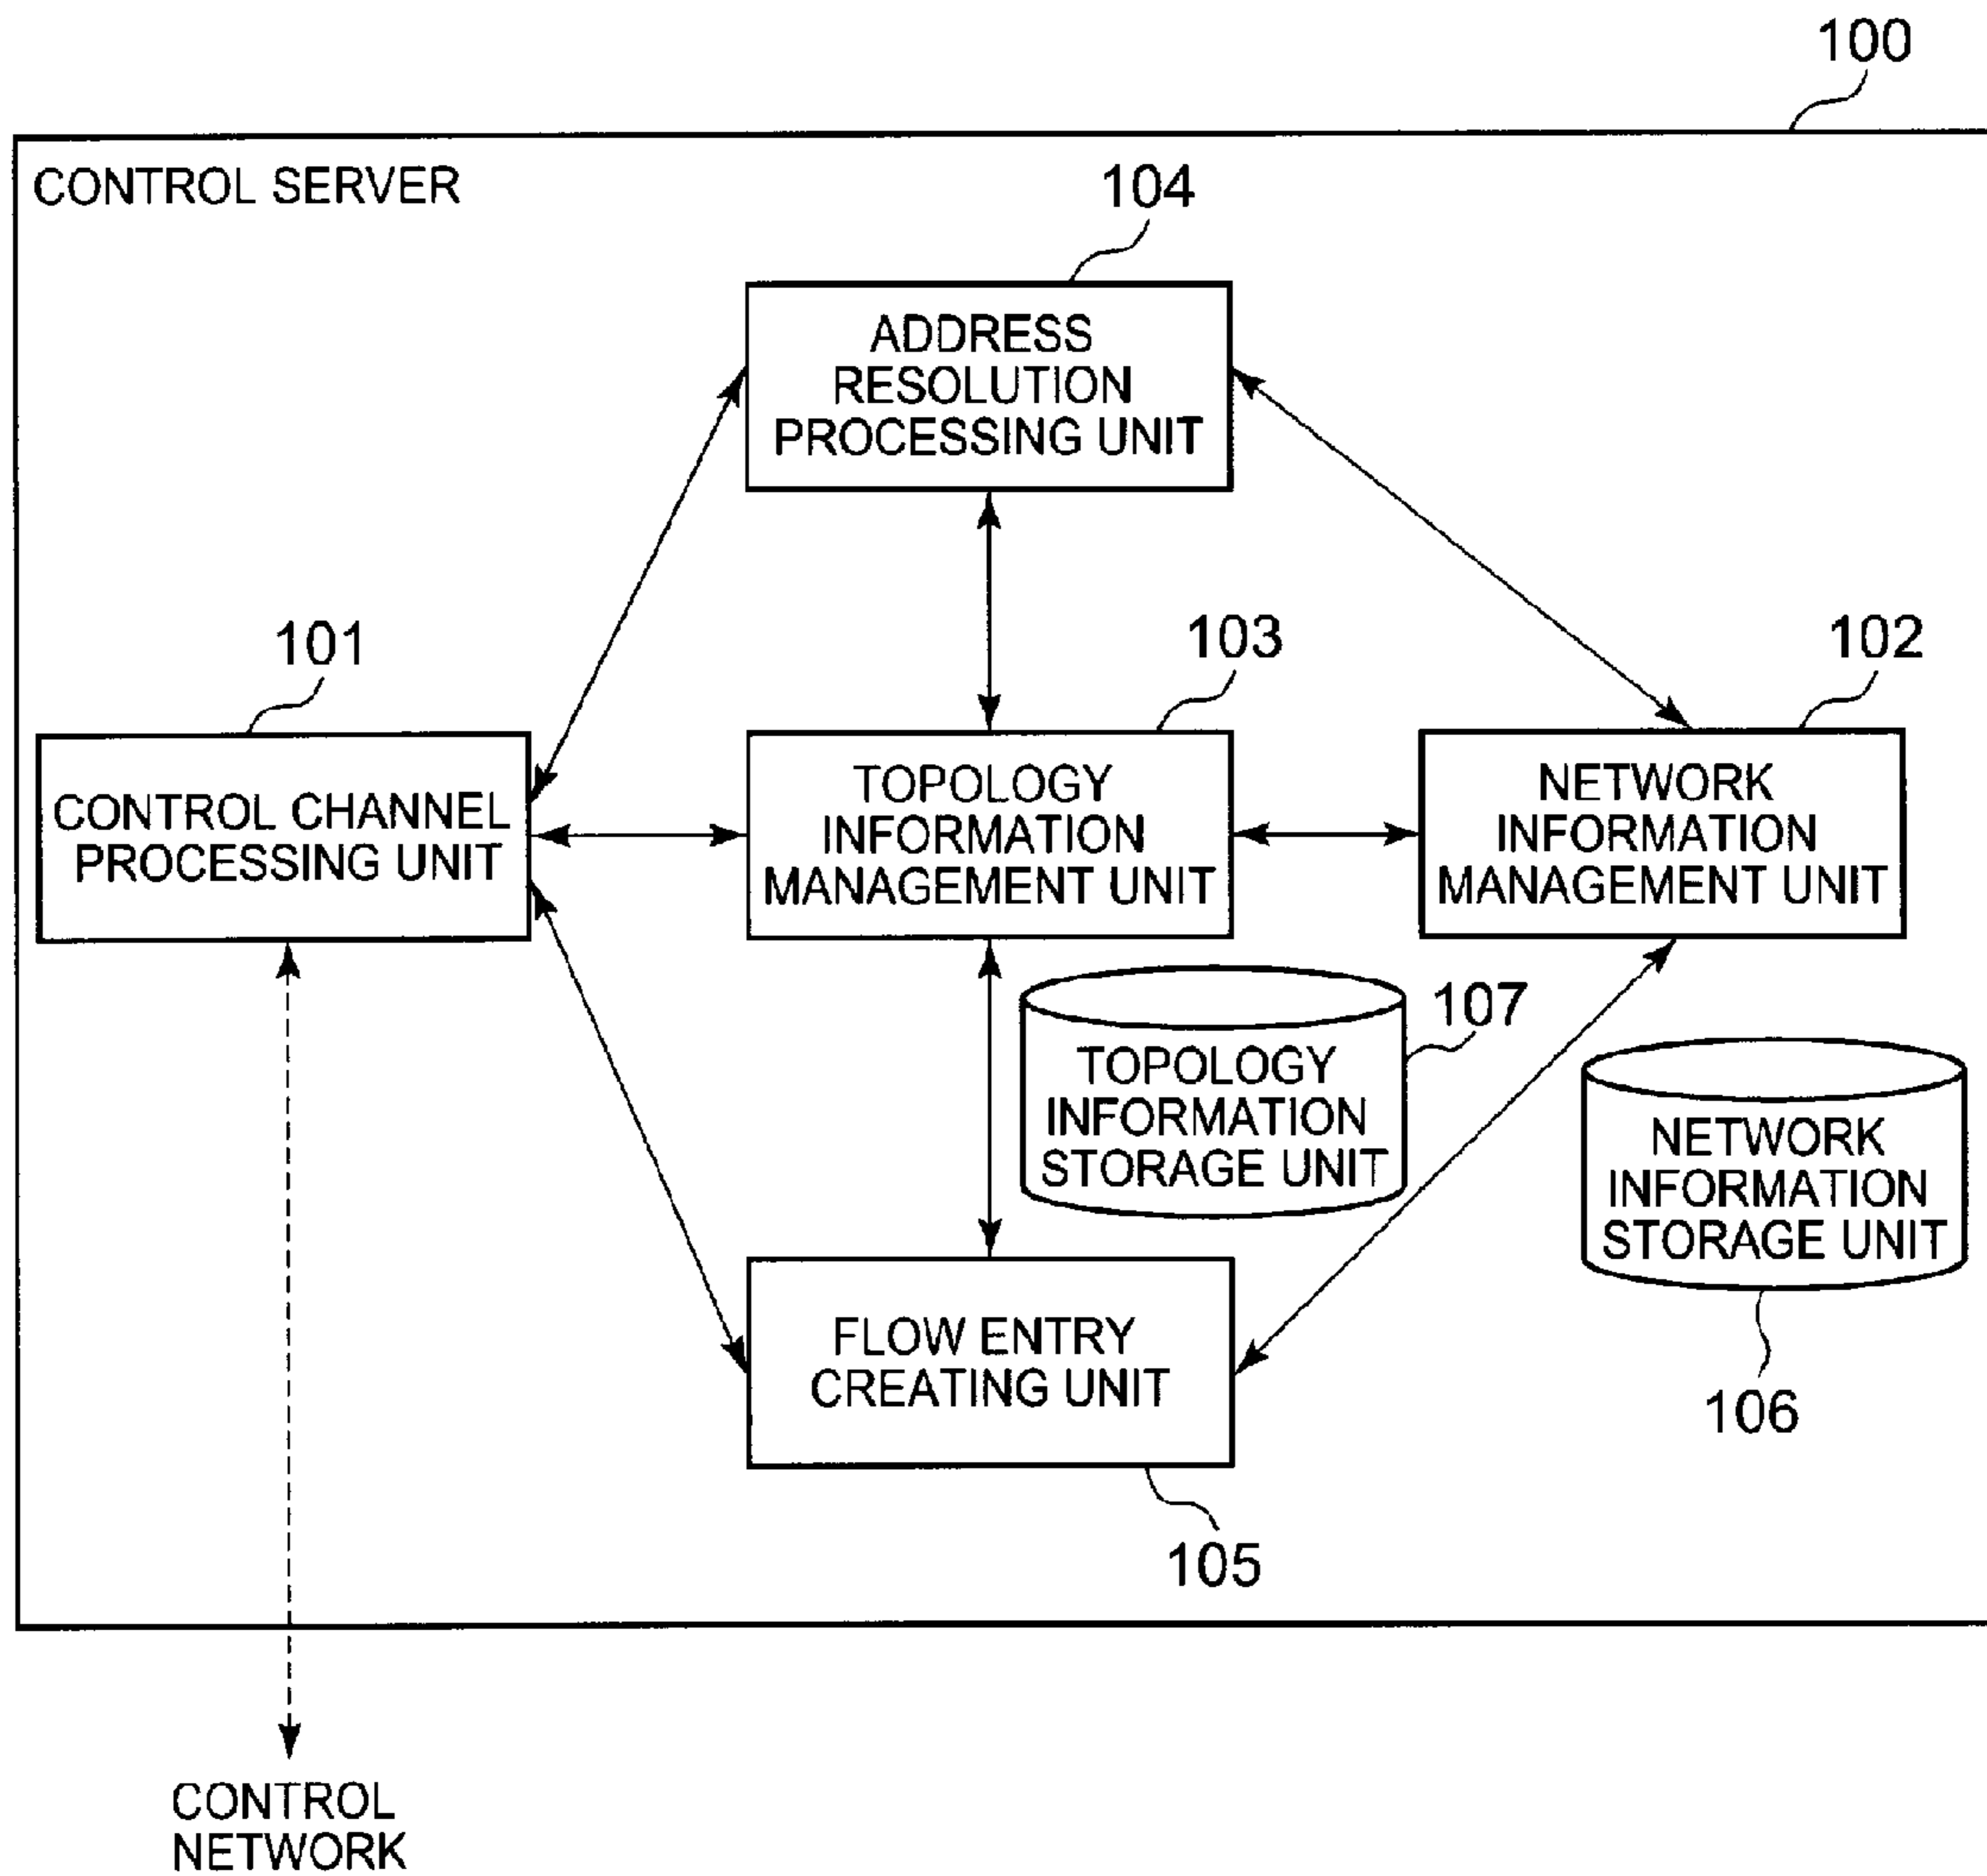 100
CONTROL SERVER
104
ADDRESS
RESOLUTION
PROCESSING UNIT
101
103
102
CONTROL CHANNEL
PROCESSING UNIT
TOPOLOGY
INFORMATION
MANAGEMENT UNIT
NETWORK
INFORMATION
MANAGEMENT UNIT
107
TOPOLOGY
INFORMATION
STORAGE UNIT
NETWORK
INFORMATION
STORAGE UNIT
106
FLOW ENTRY
CREATING UNIT
105
CONTROL
NETWORK